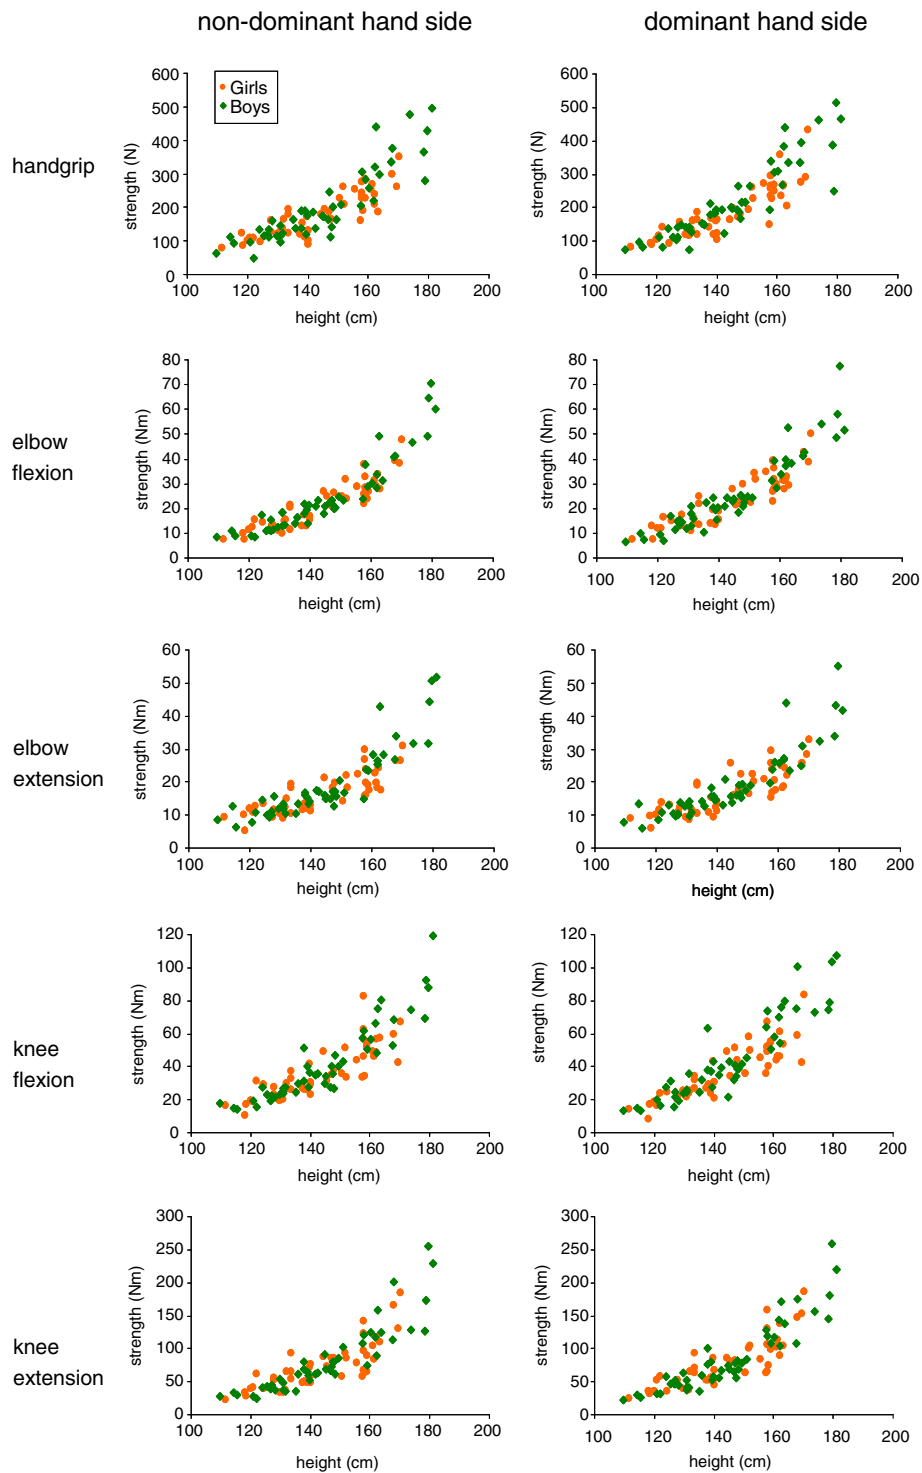 non-dominant hand side
dominant hand side
handgrip
strength (N)
600
500
400
300
200
100
0
Girls
Boys
100 120 140 160 180 200
height (cm)
strength (N)
600
500
400
300
200
100
0
100 120 140 160 180 200
height (cm)
elbow
flexion
strength (Nm)
80
70
60
50
40
30
20
10
0
100 120 140 160 180 200
height (cm)
strength (Nm)
80
70
60
50
40
30
20
10
0
100 120 140 160 180 200
height (cm)
elbow
extension
strength (Nm)
60
50
40
30
20
10
0
100 120 140 160 180 200
height (cm)
strength (Nm)
60
50
40
30
20
10
0
100 120 140 160 180 200
height (cm)
knee
flexion
strength (Nm)
120
100
80
60
40
20
0
100 120 140 160 180 200
height (cm)
strength (Nm)
120
100
80
60
40
20
0
100 120 140 160 180 200
height (cm)
knee
extension
strength (Nm)
300
250
200
150
100
50
0
100 120 140 160 180 200
height (cm)
strength (Nm)
300
250
200
150
100
50
0
100 120 140 160 180 200
height (cm)